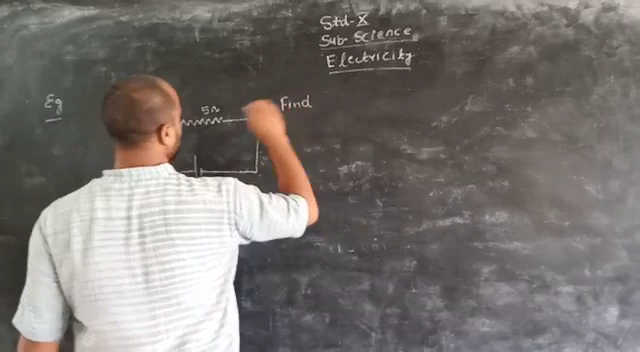 Std-X
Sub-Science
Electricity
Eg
5Ω
Find